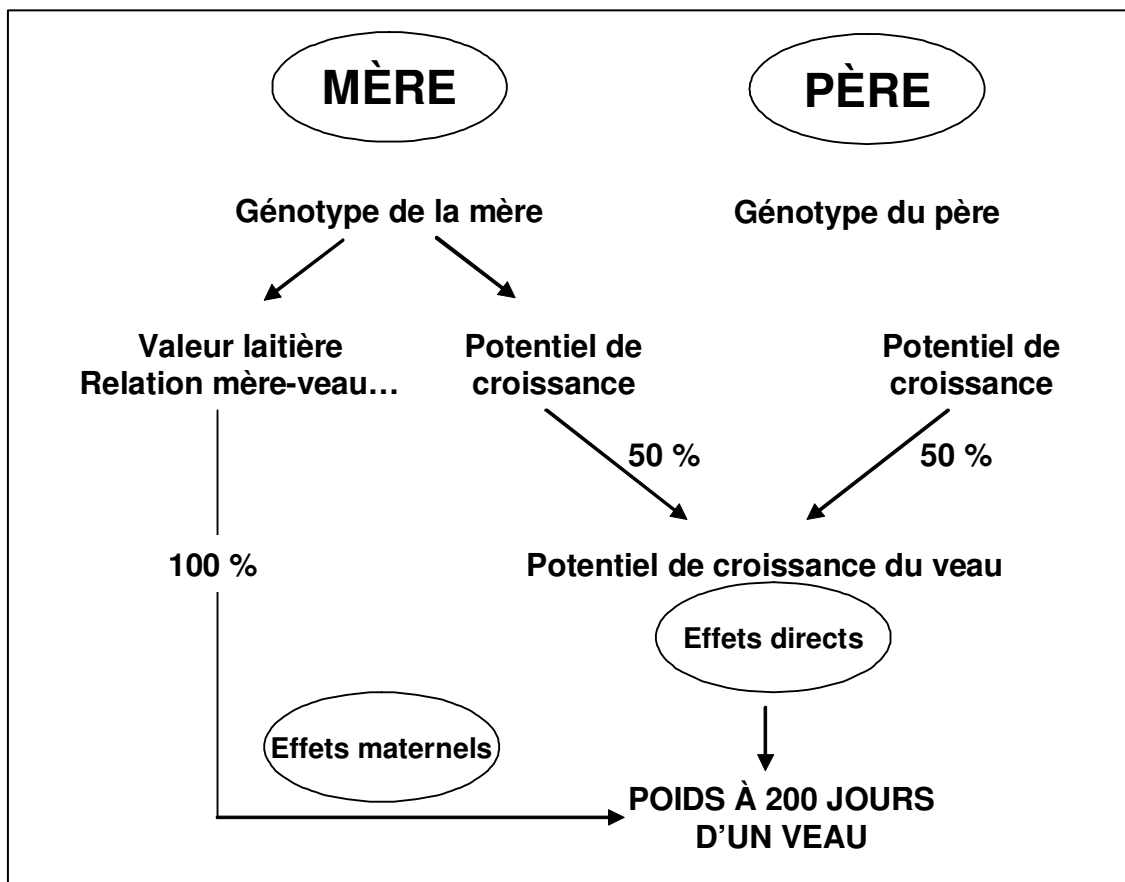 MÈRE
PÈRE
Génotype de la mère
Génotype du père
Valeur laitière
Relation mère-veau…
Potentiel de
croissance
Potentiel de
croissance
50 %
50 %
100 %
Potentiel de croissance du veau
Effets directs
Effets maternels
POIDS À 200 JOURS
D’UN VEAU